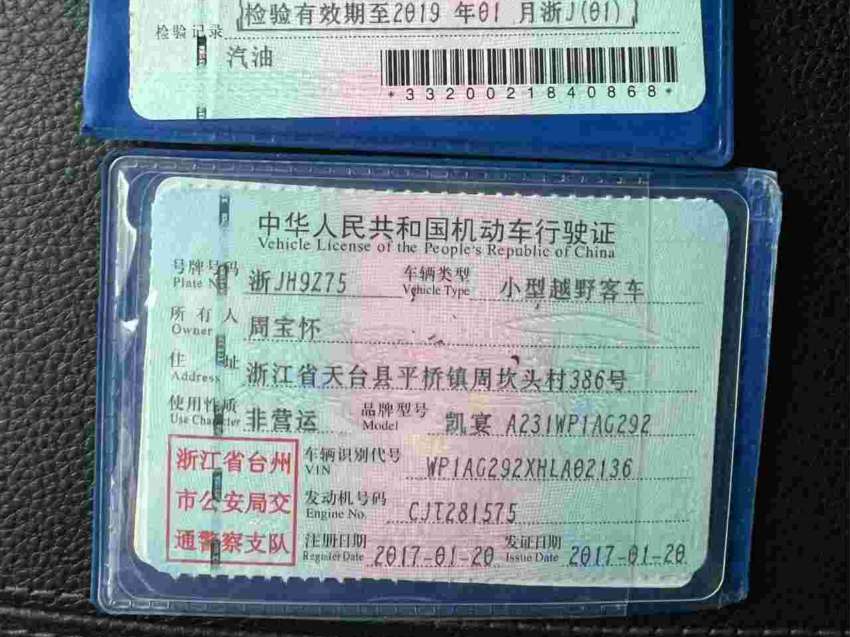 检验有效期至2019 年01 月浙J(01)
检验记录
汽油
*3320021840868*
中华人民共和国机动车行驶证
Vehicle License of the People's Republic of China
号牌号码 浙JH9Z75 车辆类型 小型越野客车
Plate No. Vehicle Type
所有人 周宝怀
Owner
住址 浙江省天台县平桥镇周坎头村386号
Address
使用性质 非营运 品牌型号 凯宴 A231WP1AG292
Use Character Model
浙江省台州
市公安局交
通警察支队
车辆识别代号 WP1AG292XHLA02136
VIN
发动机号码 CJT281575
Engine No.
注册日期 2017-01-20 发证日期 2017-01-20
Register Date Issue Date